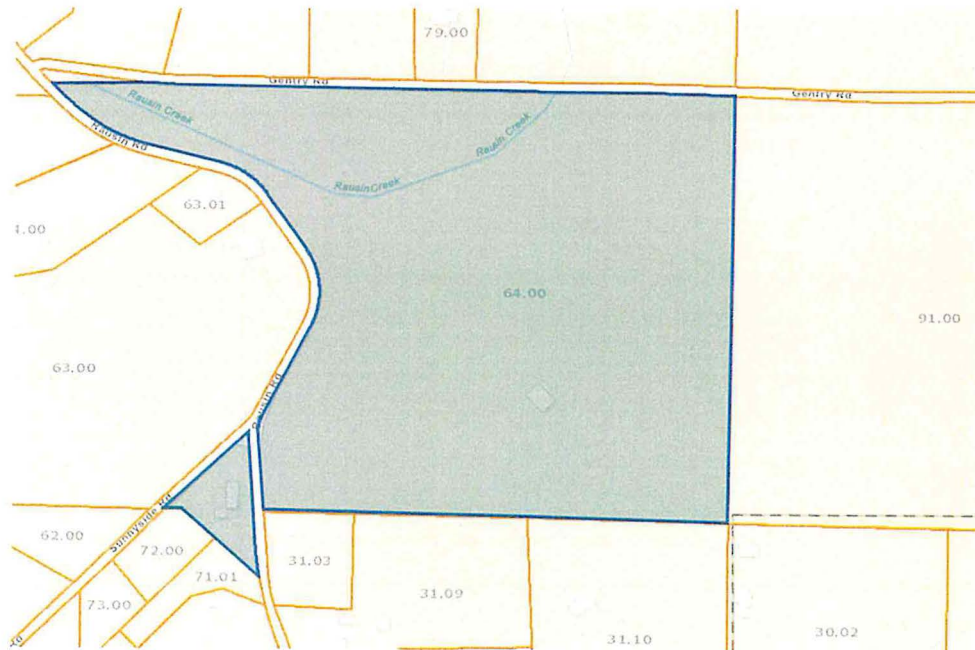 79.00
Gentry Rd
Gentry Rd
Rausin Creek
Rausin Rd
Rausin Creek
RausinCreek
63.01
64.00
91.00
63.00
Rausin Rd
Sunnyside Rd
62.00
72.00
31.03
71.01
73.00
31.09
31.10
30.02